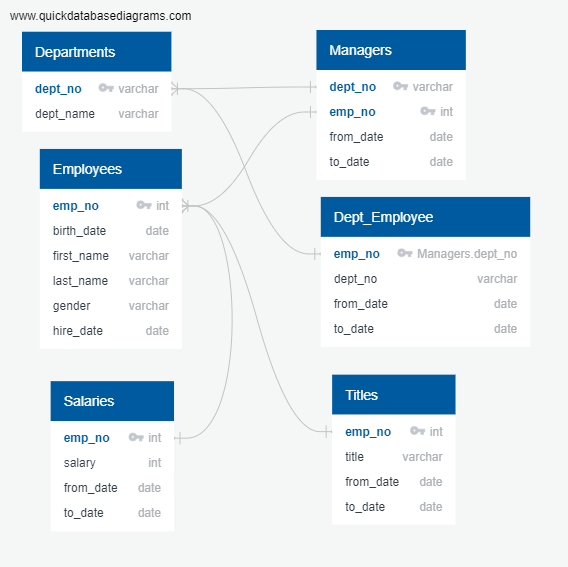 www.quickdatabasediagrams.com
Departments
dept_no varchar
dept_name varchar
Managers
dept_no varchar
emp_no int
from_date date
to_date date
Employees
emp_no int
birth_date date
first_name varchar
last_name varchar
gender varchar
hire_date date
Dept_Employee
emp_no Managers.dept_no
dept_no varchar
from_date date
to_date date
Salaries
emp_no int
salary int
from_date date
to_date date
Titles
emp_no int
title varchar
from_date date
to_date date